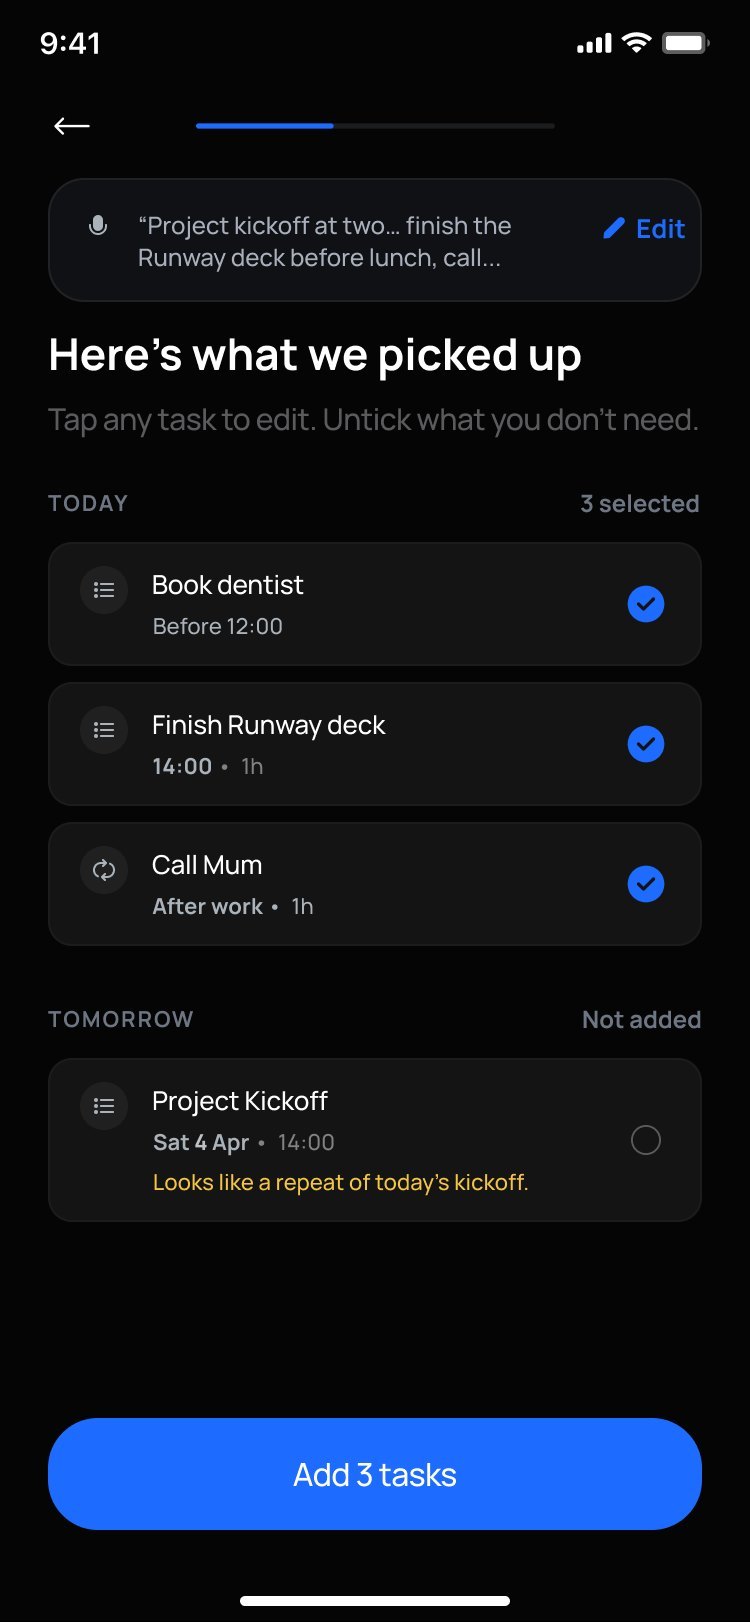 9:41
“Project kickoff at two... finish the
Runway deck before lunch, call...
Edit
Here’s what we picked up
Tap any task to edit. Untick what you don’t need.
TODAY
3 selected
Book dentist
Before 12:00
Finish Runway deck
14:00 • 1h
Call Mum
After work • 1h
TOMORROW
Not added
Project Kickoff
Sat 4 Apr • 14:00
Looks like a repeat of today’s kickoff.
Add 3 tasks